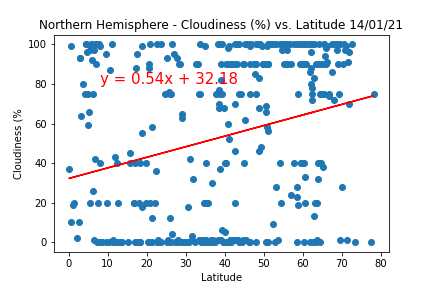 Northern Hemisphere - Cloudiness (%) vs. Latitude 14/01/21
100
80
60
40
20
0
Cloudiness (%
y = 0.54x + 32.18
0 10 20 30 40 50 60 70 80
Latitude